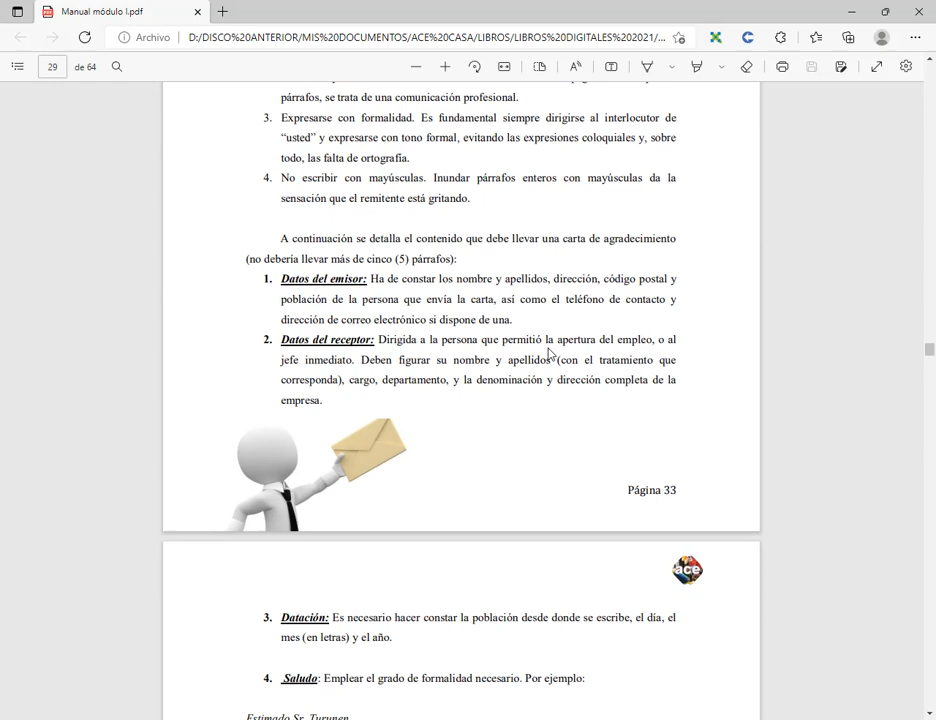 Manual módulo I.pdf
Archivo
D:/DISCO%20ANTERIOR/MIS%20DOCUMENTOS/ACE%20CASA/LIBROS/LIBROS%20DIGITALES%202021/...
29 de 64
párrafos, se trata de una comunicación profesional.
3. Expresarse con formalidad. Es fundamental siempre dirigirse al interlocutor de
“usted” y expresarse con tono formal, evitando las expresiones coloquiales y, sobre
todo, las falta de ortografía.
4. No escribir con mayúsculas. Inundar párrafos enteros con mayúsculas da la
sensación que el remitente está gritando.
A continuación se detalla el contenido que debe llevar una carta de agradecimiento
(no debería llevar más de cinco (5) párrafos):
1. Datos del emisor: Ha de constar los nombre y apellidos, dirección, código postal y
población de la persona que envía la carta, así como el teléfono de contacto y
dirección de correo electrónico si dispone de una.
2. Datos del receptor: Dirigida a la persona que permitió la apertura del empleo, o al
jefe inmediato. Deben figurar su nombre y apellidos (con el tratamiento que
corresponda), cargo, departamento, y la denominación y dirección completa de la
empresa.
Página 33
ace
3. Datación: Es necesario hacer constar la población desde donde se escribe, el día, el
mes (en letras) y el año.
4. Saludo: Emplear el grado de formalidad necesario. Por ejemplo:
Estimado Sr. Turunen